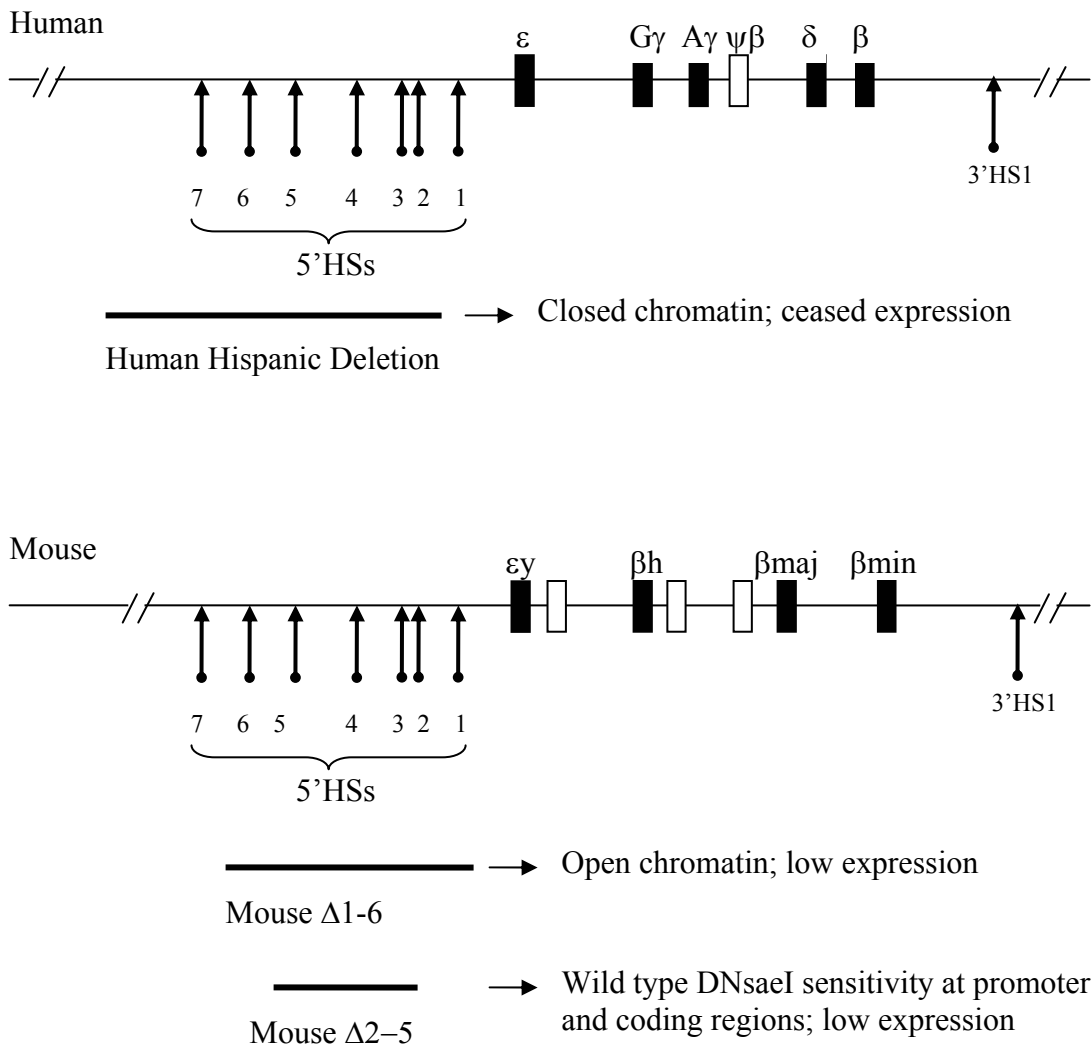 Human
ε Gγ Aγ ψβ δ β
3'HS1
7 6 5 4 3 2 1
5'HSs
Closed chromatin; ceased expression
Human Hispanic Deletion
Mouse
εy βh βmaj βmin
3'HS1
7 6 5 4 3 2 1
5'HSs
Open chromatin; low expression
Mouse Δ1-6
Wild type DNsaeI sensitivity at promoter
and coding regions; low expression
Mouse Δ2–5